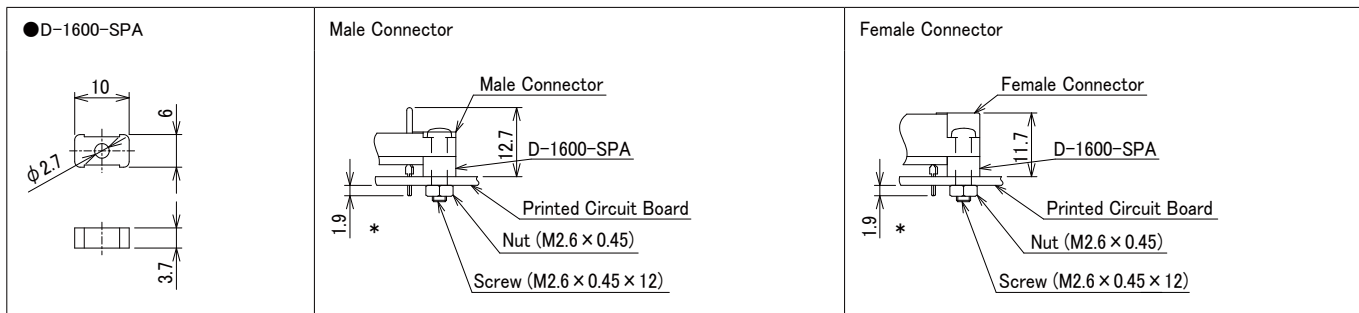 ●D-1600-SPA
10
6
φ2.7
3.7
Male Connector
Male Connector
12.7
D-1600-SPA
1.9
*
Printed Circuit Board
Nut (M2.6×0.45)
Screw (M2.6×0.45×12)
Female Connector
Female Connector
11.7
D-1600-SPA
1.9
*
Printed Circuit Board
Nut (M2.6×0.45)
Screw (M2.6×0.45×12)